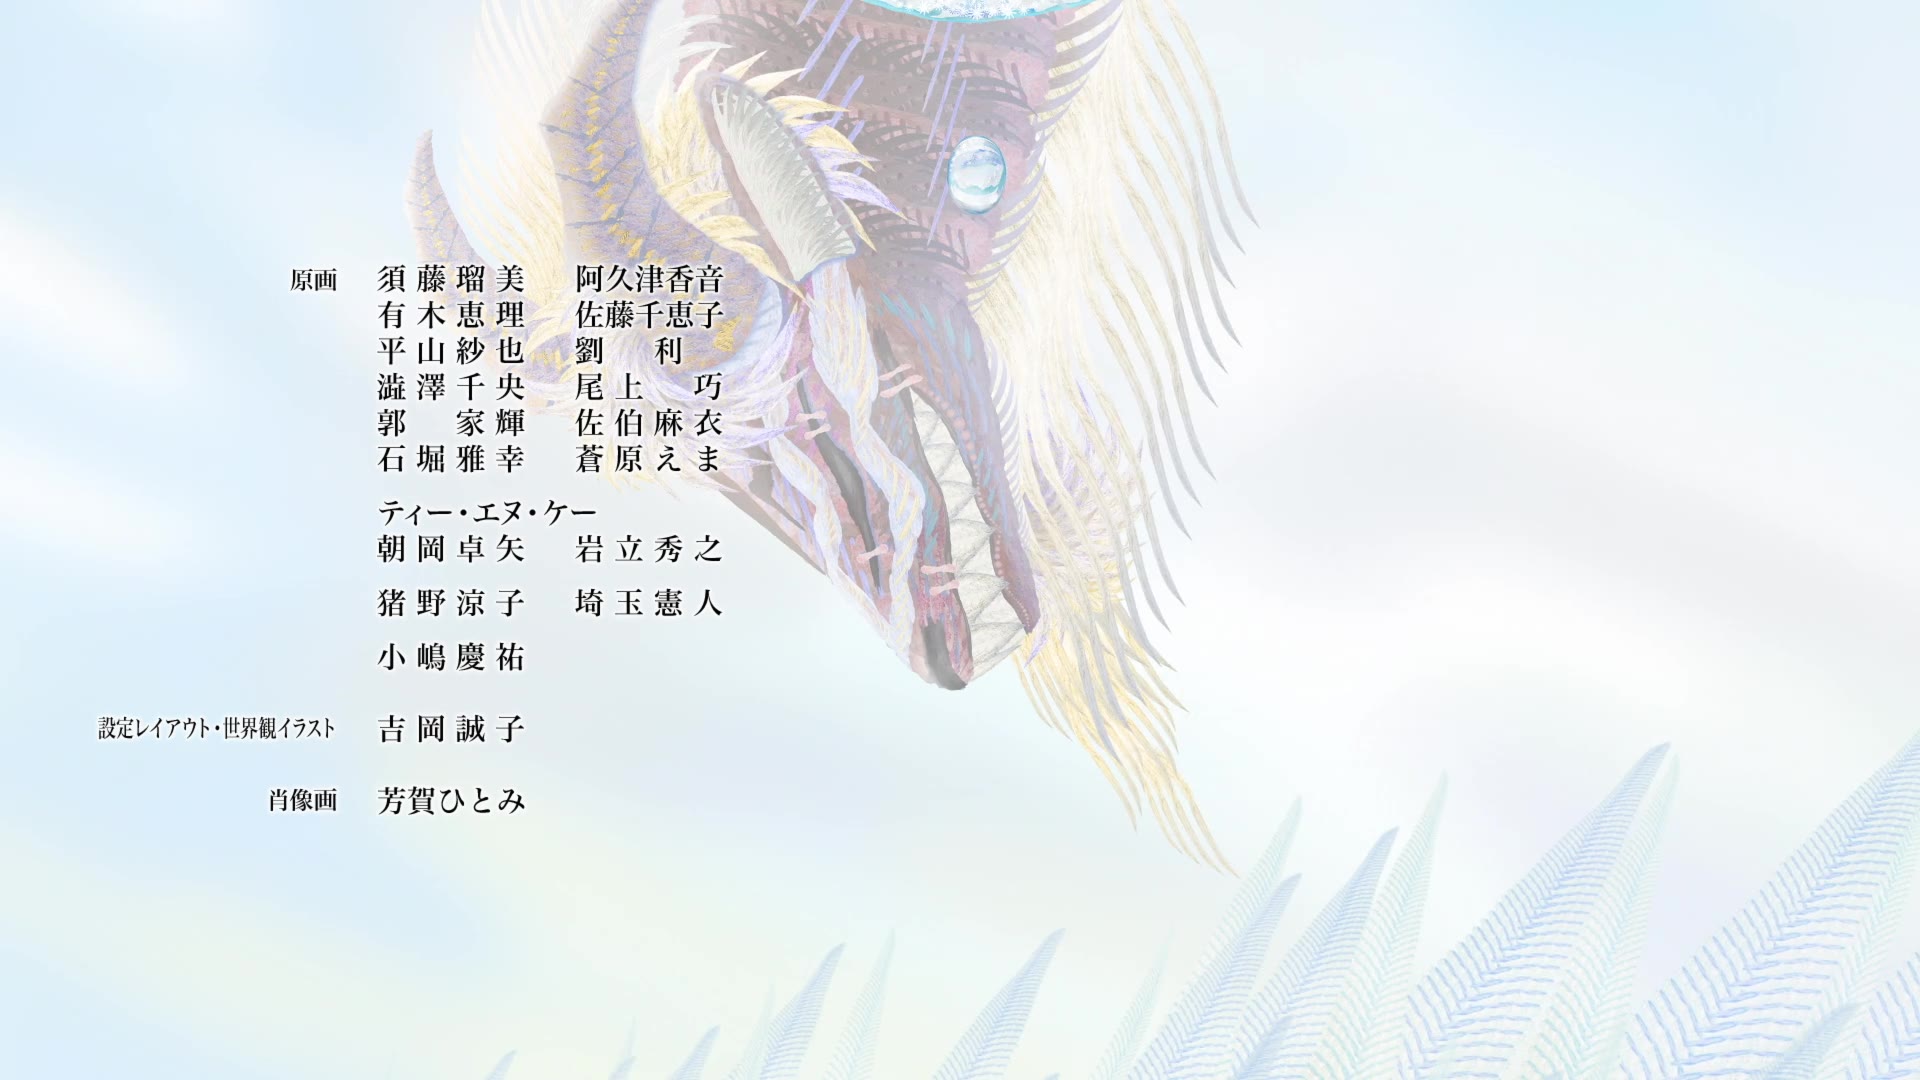 原画 須藤瑠美 阿久津香音
有木恵理 佐藤千恵子
平山紗也 劉 利
澁澤千央 尾上 巧
郭 家輝 佐伯麻衣
石堀雅幸 蒼原えま
ティー・エヌ・ケー
朝岡卓矢 岩立秀之
猪野涼子 埼玉憲人
小嶋慶祐
設定レイアウト・世界観イラスト 吉岡誠子
肖像画 芳賀ひとみ